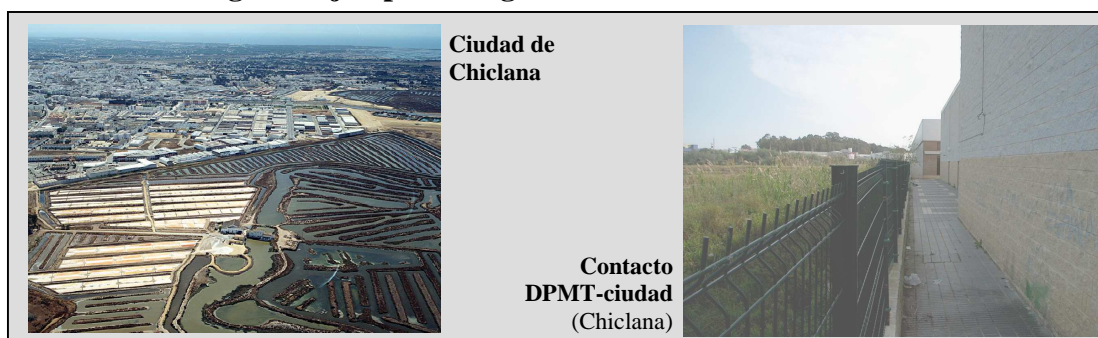 Ciudad de
Chiclana
Contacto
DPMT-ciudad
(Chiclana)